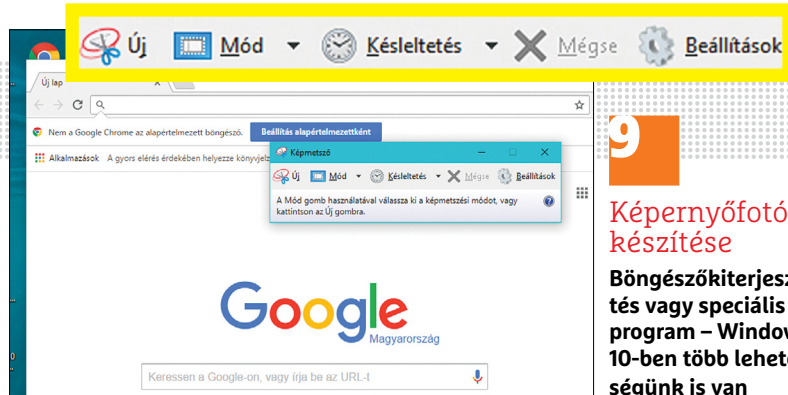 Új Mód Késleltetés Mégse Beállítások
Új lap
Nem a Google Chrome az alapértelmezett böngésző. Beállítás alapértelmezettként
Alkalmazások A gyors elérés érdekében helyezze
Képmetsző
Új Mód Késleltetés Mégse Beállítások
A Mód gomb használatával válassza ki a képmetszési módot, vagy
kattintson az Új gombra.
Google
Magyarország
Keressen a Google-on, vagy írja be az URL-t
9
Képernyőfotó
készítése
Böngészőkiterjesz
tés vagy speciális
program – Window
10-ben több lehet
ségünk is van